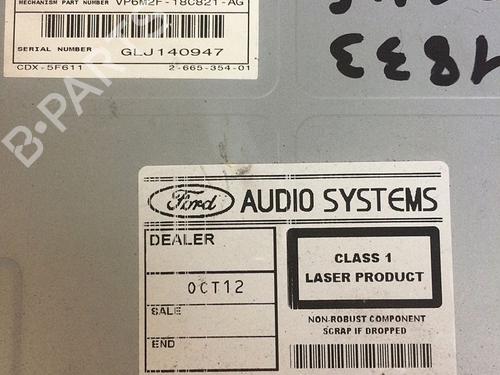 MECHANISM PART NUMBER VP6M2F-18C821-AG
SERIAL NUMBER GLJ140947
CDX-5F611 2-665-354-01
1833
B-PARTS
Ford AUDIO SYSTEMS
DEALER
OCT12
SALE
END
CLASS 1
LASER PRODUCT
NON-ROBUST COMPONENT
SCRAP IF DROPPED